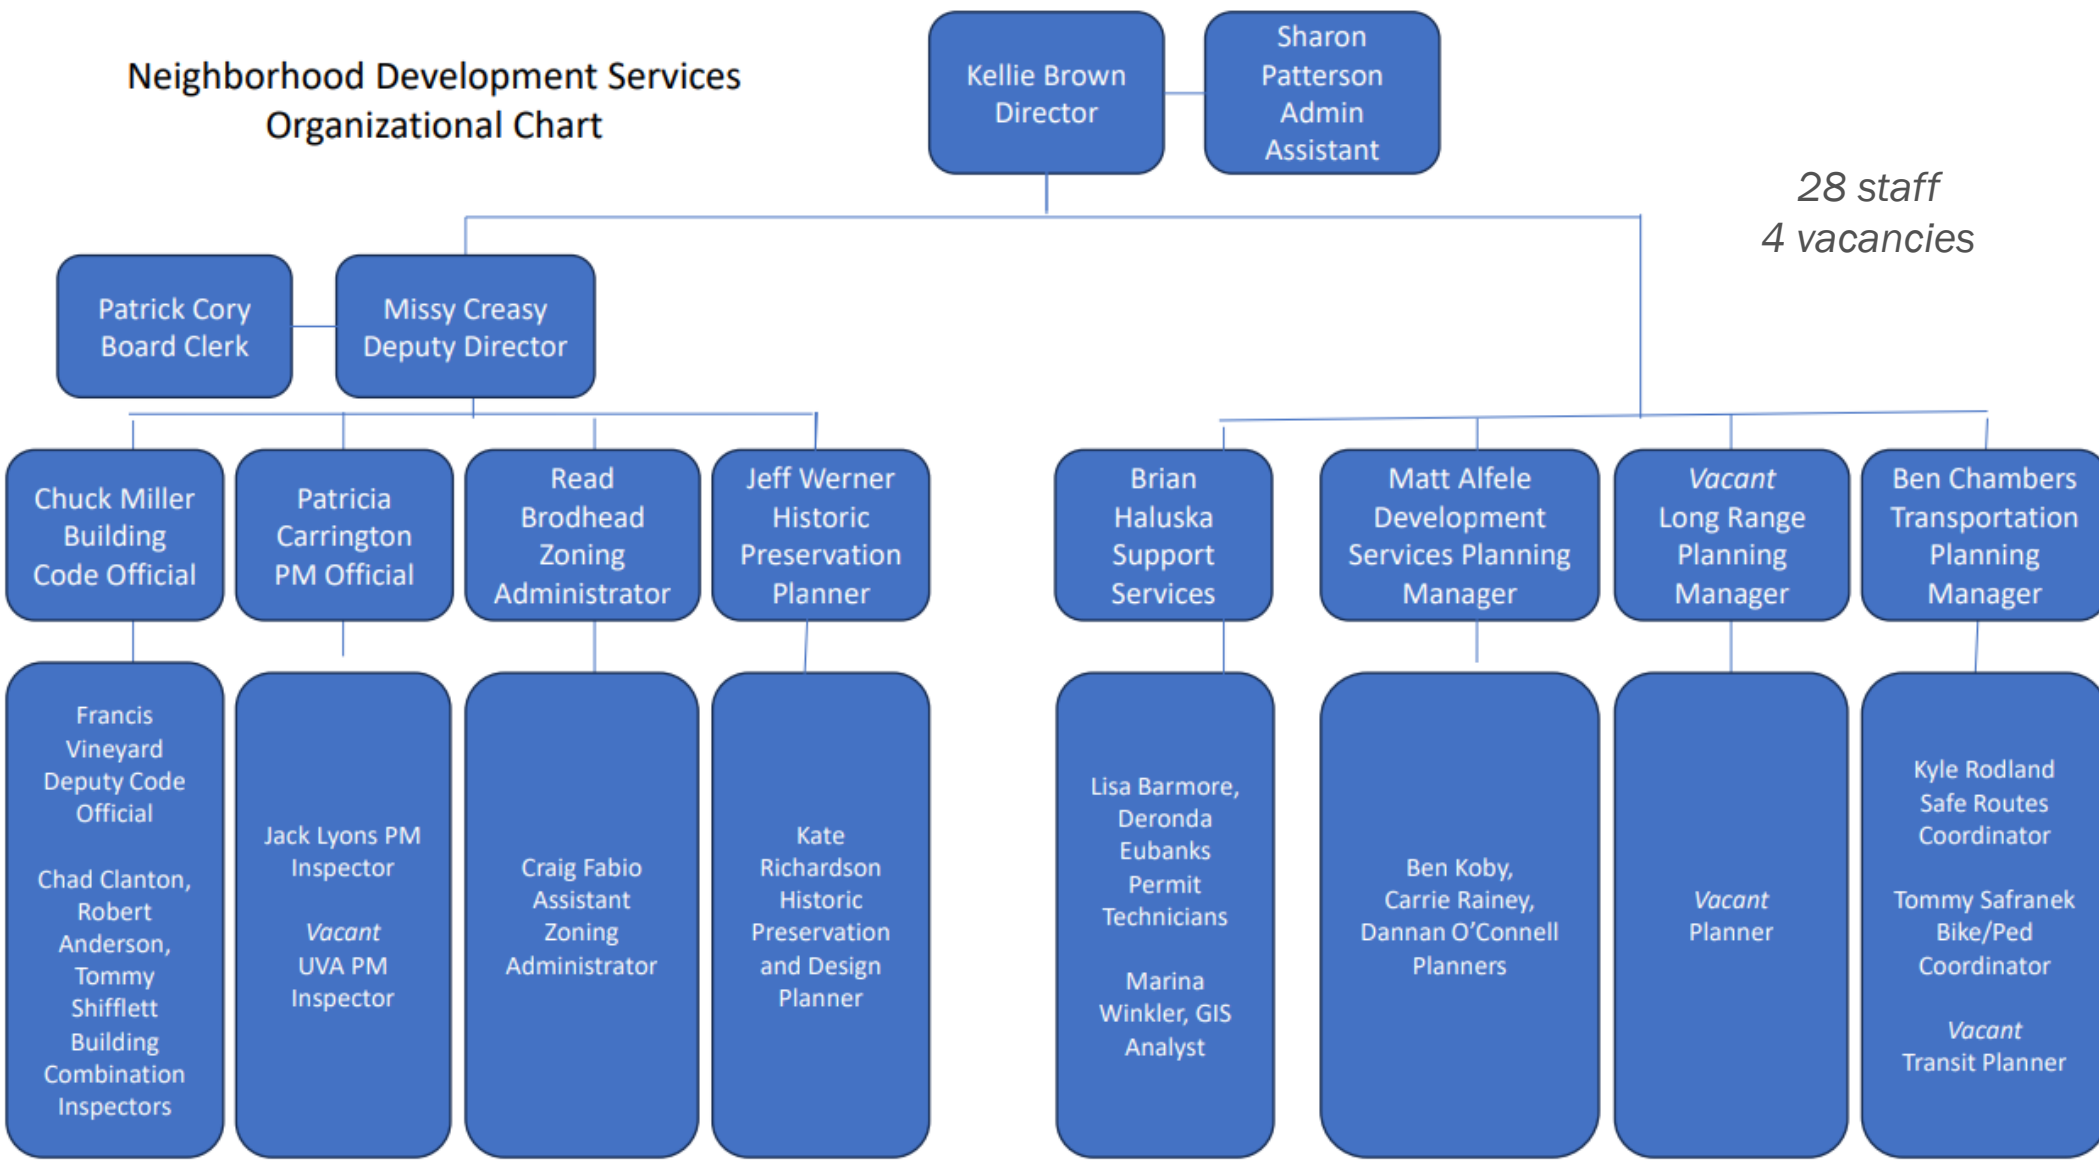 Neighborhood Development Services
Organizational Chart
Kellie Brown
Director
Sharon
Patterson
Admin
Assistant
28 staff
4 vacancies
Patrick Cory
Board Clerk
Missy Creasy
Deputy Director
Chuck Miller
Building
Code Official
Patricia
Carrington
PM Official
Read
Brodhead
Zoning
Administrator
Jeff Werner
Historic
Preservation
Planner
Brian
Haluska
Support
Services
Matt Alfele
Development
Services Planning
Manager
Vacant
Long Range
Planning
Manager
Ben Chambers
Transportation
Planning
Manager
Francis
Vineyard
Deputy Code
Official
Chad Clanton,
Robert
Anderson,
Tommy
Shifflett
Building
Combination
Inspectors
Jack Lyons PM
Inspector
Vacant
UVA PM
Inspector
Craig Fabio
Assistant
Zoning
Administrator
Kate
Richardson
Historic
Preservation
and Design
Planner
Lisa Barmore,
Deronda
Eubanks
Permit
Technicians
Marina
Winkler, GIS
Analyst
Ben Koby,
Carrie Rainey,
Dannan O’Connell
Planners
Vacant
Planner
Kyle Rodland
Safe Routes
Coordinator
Tommy Safranek
Bike/Ped
Coordinator
Vacant
Transit Planner